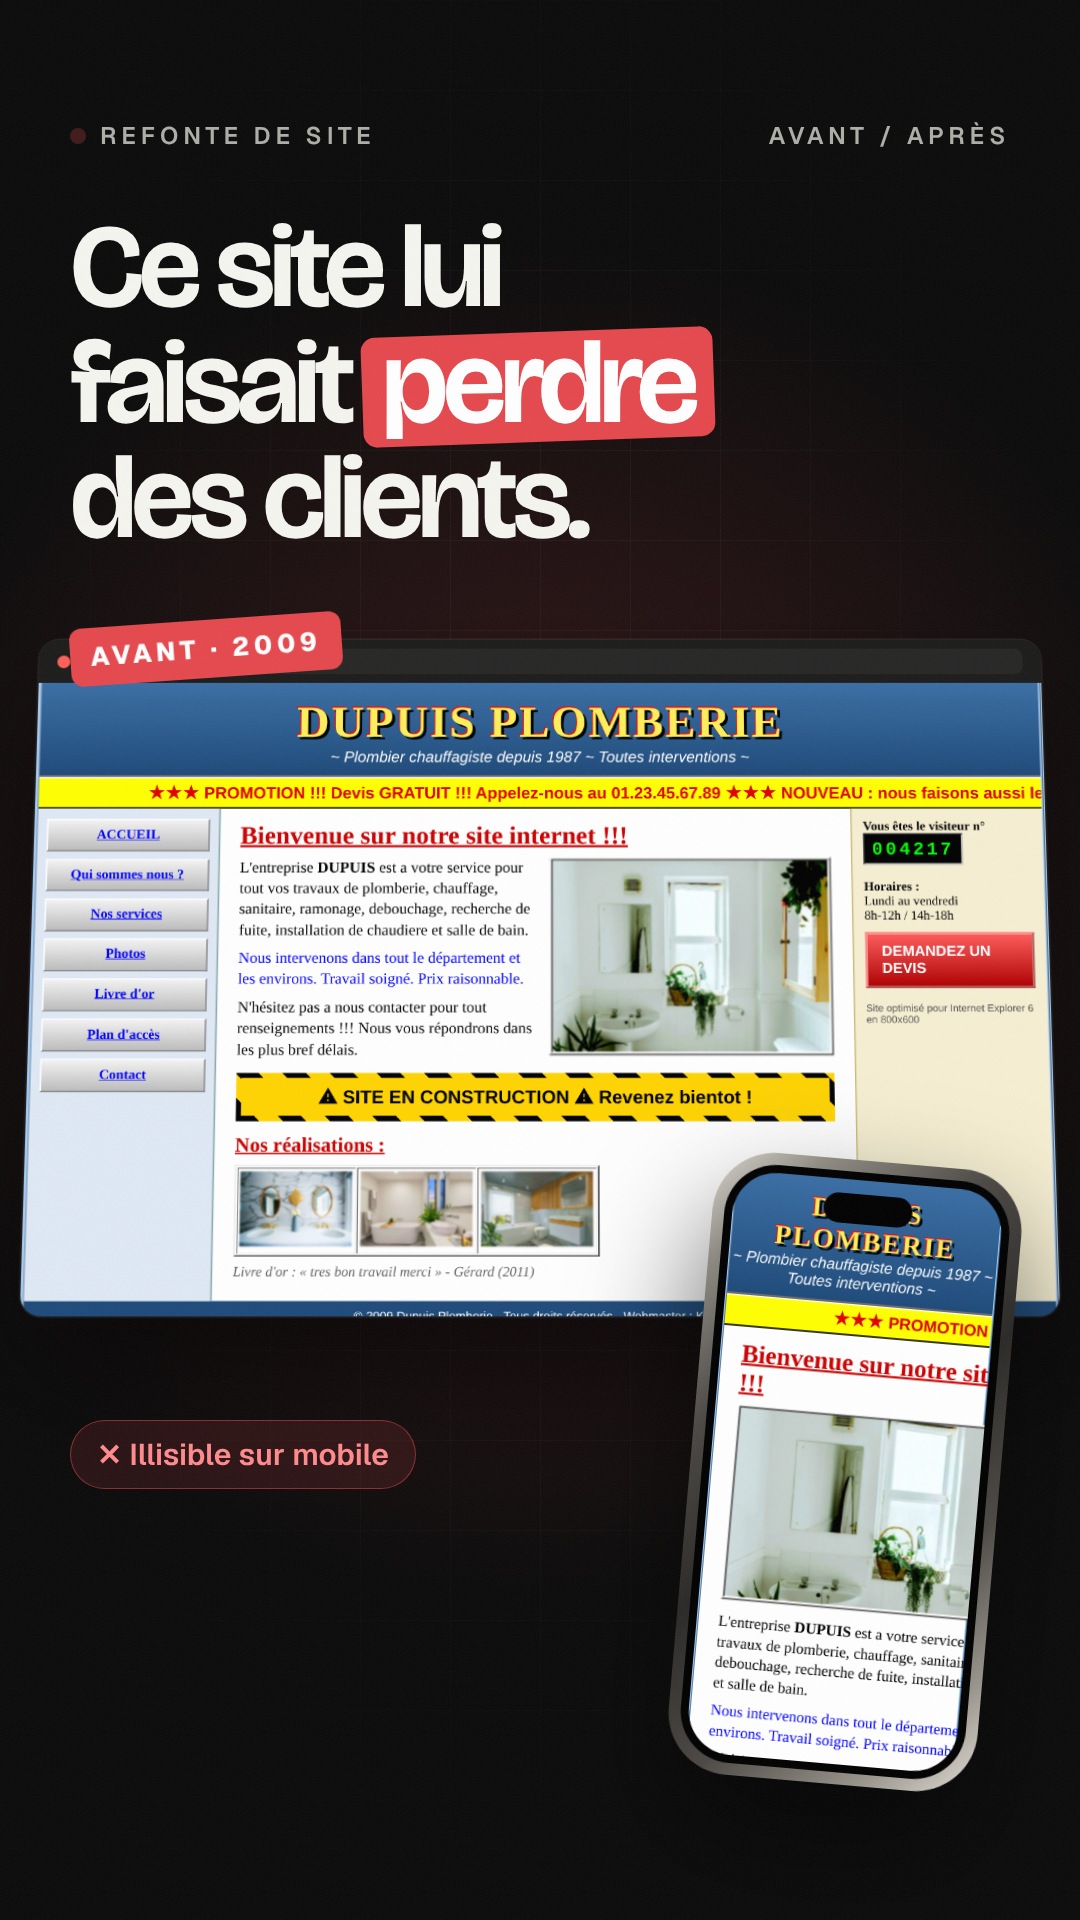 REFONTE DE SITE
AVANT / APRÈS
Ce site lui
faisait perdre
des clients.
AVANT · 2009
DUPUIS PLOMBERIE
~ Plombier chauffagiste depuis 1987 ~ Toutes interventions ~
★★★ PROMOTION !!! Devis GRATUIT !!! Appelez-nous au 01.23.45.67.89 ★★★ NOUVEAU : nous faisons aussi le
ACCUEIL
Qui sommes nous ?
Nos services
Photos
Livre d'or
Plan d'accès
Contact
Bienvenue sur notre site internet !!!
L'entreprise DUPUIS est a votre service pour
tout vos travaux de plomberie, chauffage,
sanitaire, ramonage, debouchage, recherche de
fuite, installation de chaudiere et salle de bain.
Nous intervenons dans tout le département et
les environs. Travail soigné. Prix raisonnable.
N'hésitez pas a nous contacter pour tout
renseignements !!! Nous vous répondrons dans
les plus bref délais.
⚠ SITE EN CONSTRUCTION ⚠ Revenez bientot !
Nos réalisations :
Livre d'or : « tres bon travail merci » - Gérard (2011)
© 2009 Dupuis Plomberie - Tous droits réservés - Webmaster : K
Vous êtes le visiteur n°
004217
Horaires :
Lundi au vendredi
8h-12h / 14h-18h
DEMANDEZ UN
DEVIS
Site optimisé pour Internet Explorer 6
en 800x600
PLOMBERIE
~ Plombier chauffagiste depuis 1987 ~
Toutes interventions ~
★★★ PROMOTION
Bienvenue sur notre sit
!!!
L'entreprise DUPUIS est a votre service
travaux de plomberie, chauffage, sanitair
debouchage, recherche de fuite, installat
et salle de bain.
Nous intervenons dans tout le départeme
environs. Travail soigné. Prix raisonnab
✕ Illisible sur mobile